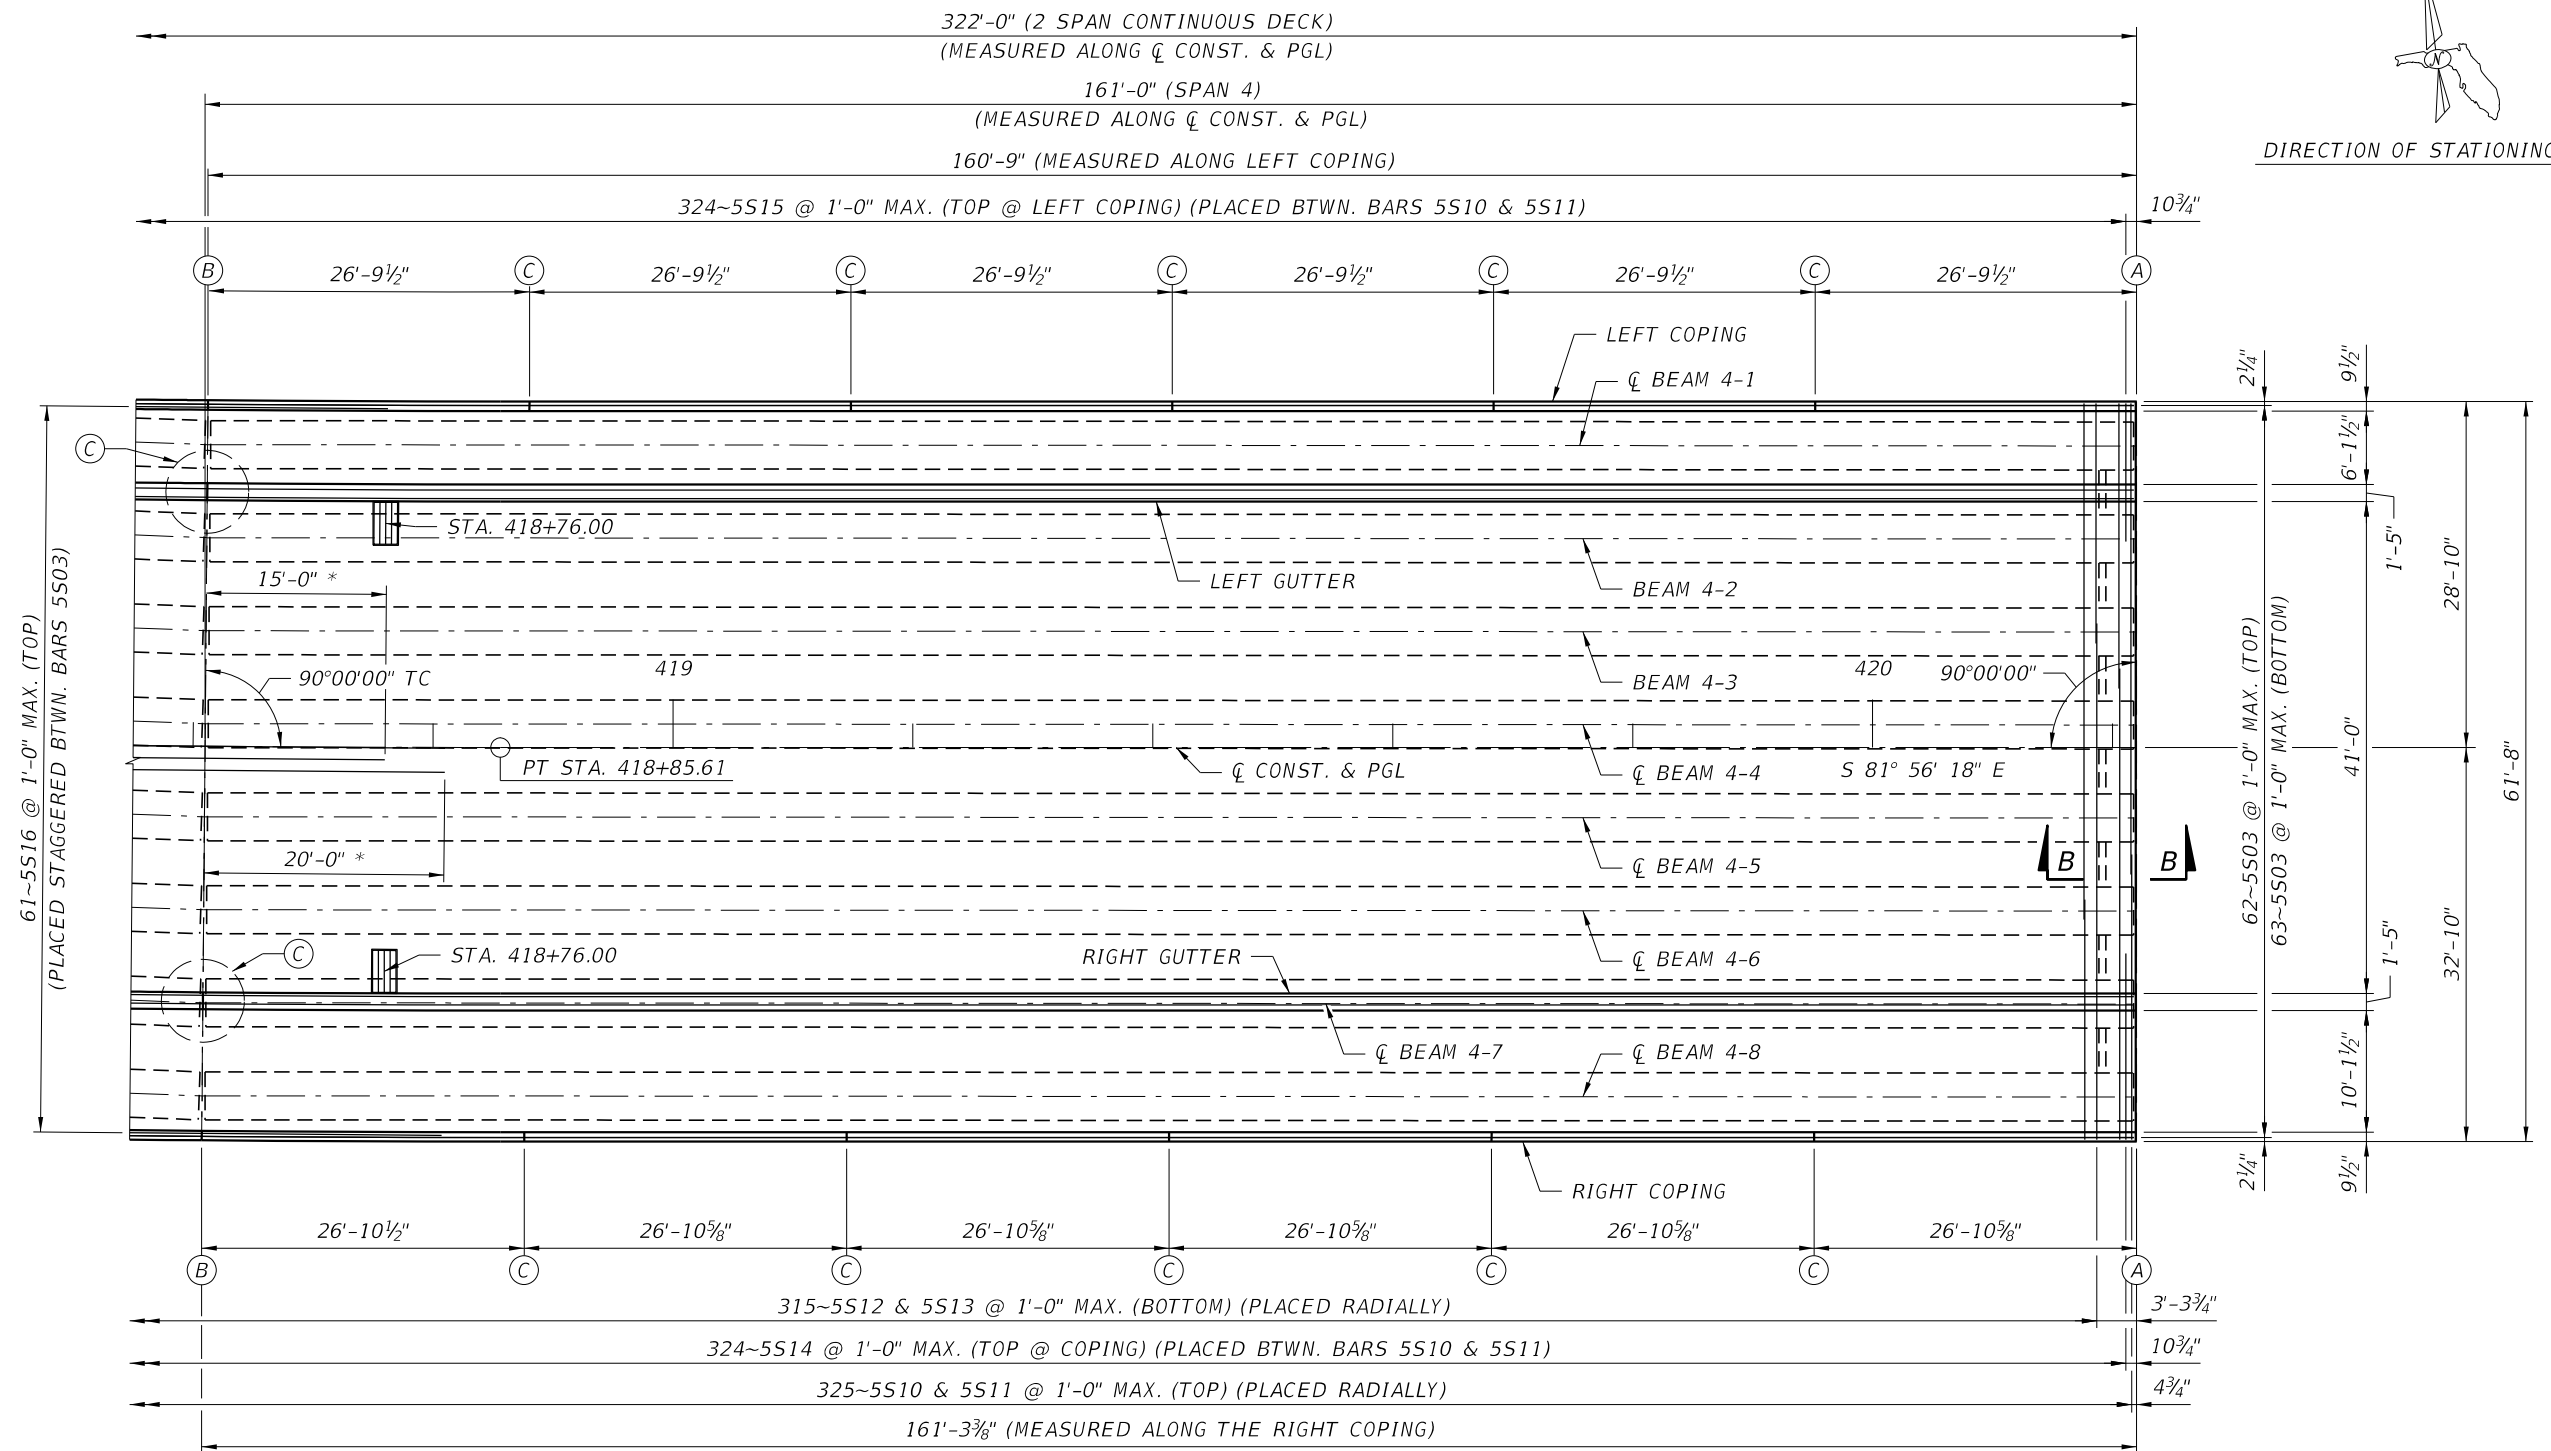 322'-0" (2 SPAN CONTINUOUS DECK)
(MEASURED ALONG ℄ CONST. & PGL)
161'-0" (SPAN 4)
(MEASURED ALONG ℄ CONST. & PGL)
160'-9" (MEASURED ALONG LEFT COPING)
324~5S15 @ 1'-0" MAX. (TOP @ LEFT COPING) (PLACED BTWN. BARS 5S10 & 5S11)
10¾"
N
DIRECTION OF STATIONING
B
26'-9½"
C
26'-9½"
C
26'-9½"
C
26'-9½"
C
26'-9½"
C
26'-9½"
A
LEFT COPING
℄ BEAM 4-1
C
STA. 418+76.00
LEFT GUTTER
BEAM 4-2
15'-0" *
90°00'00" TC
419
BEAM 4-3
420
90°00'00"
PT STA. 418+85.61
℄ CONST. & PGL
℄ BEAM 4-4
S 81° 56' 18" E
20'-0" *
℄ BEAM 4-5
B
B
C
STA. 418+76.00
RIGHT GUTTER
℄ BEAM 4-6
℄ BEAM 4-7
℄ BEAM 4-8
RIGHT COPING
61~5S16 @ 1'-0" MAX. (TOP)
(PLACED STAGGERED BTWN. BARS 5S03)
2¼"
62~5S03 @ 1'-0" MAX. (TOP)
63~5S03 @ 1'-0" MAX. (BOTTOM)
2¼"
9½"
6'-1½"
1'-5"
41'-0"
1'-5"
10'-1½"
9½"
28'-10"
32'-10"
61'-8"
26'-10½"
26'-10⅝"
26'-10⅝"
26'-10⅝"
26'-10⅝"
26'-10⅝"
B
C
C
C
C
C
A
315~5S12 & 5S13 @ 1'-0" MAX. (BOTTOM) (PLACED RADIALLY)
3'-3¾"
324~5S14 @ 1'-0" MAX. (TOP @ COPING) (PLACED BTWN. BARS 5S10 & 5S11)
10¾"
325~5S10 & 5S11 @ 1'-0" MAX. (TOP) (PLACED RADIALLY)
4¾"
161'-3⅜" (MEASURED ALONG THE RIGHT COPING)